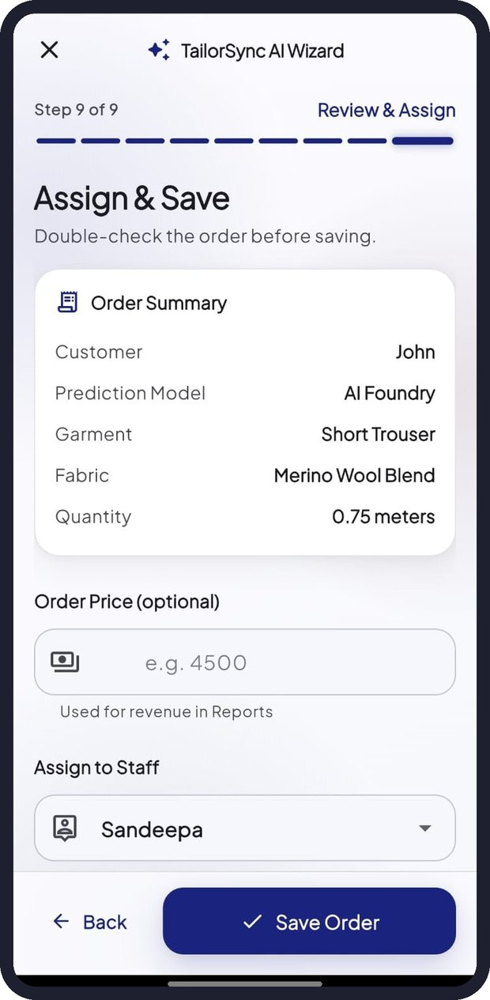 TailorSync AI Wizard
Step 9 of 9
Review & Assign
Assign & Save
Double-check the order before saving.
Order Summary
Customer John
Prediction Model AI Foundry
Garment Short Trouser
Fabric Merino Wool Blend
Quantity 0.75 meters
Order Price (optional)
e.g. 4500
Used for revenue in Reports
Assign to Staff
Sandeepa
Back
Save Order